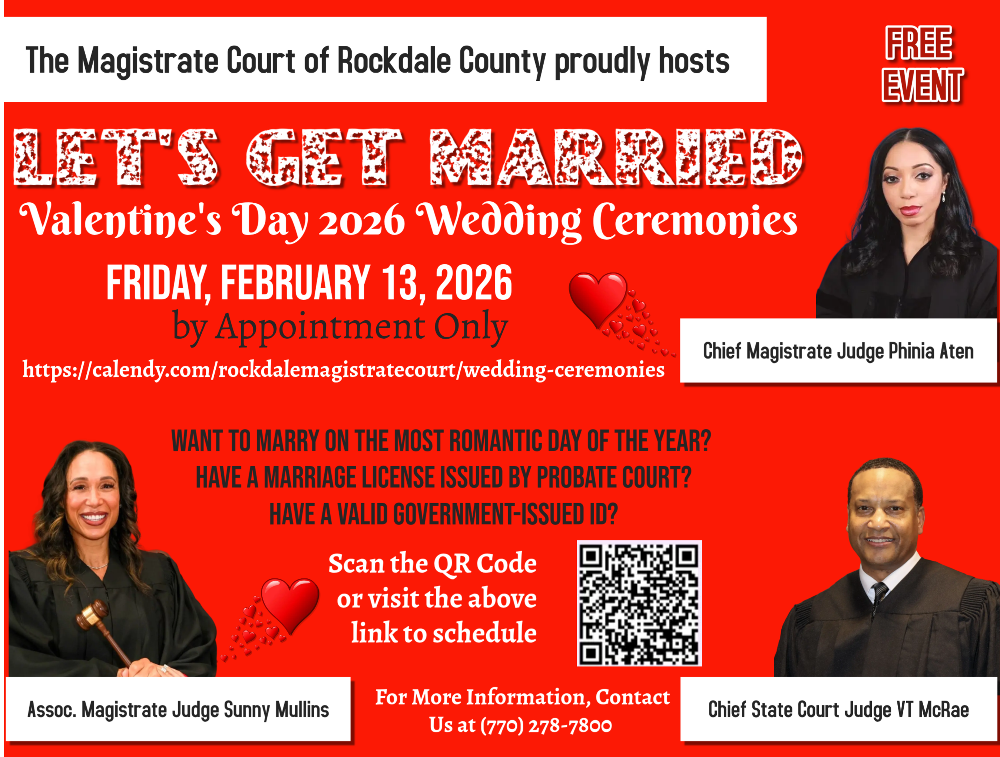 The Magistrate Court of Rockdale County proudly hosts
FREE
EVENT
LET'S GET MARRIED
Valentine's Day 2026 Wedding Ceremonies
FRIDAY, FEBRUARY 13, 2026
by Appointment Only
https://calendy.com/rockdalemagistratecourt/wedding-ceremonies
Chief Magistrate Judge Phinia Aten
WANT TO MARRY ON THE MOST ROMANTIC DAY OF THE YEAR?
HAVE A MARRIAGE LICENSE ISSUED BY PROBATE COURT?
HAVE A VALID GOVERNMENT-ISSUED ID?
Scan the QR Code
or visit the above
link to schedule
Assoc. Magistrate Judge Sunny Mullins
For More Information, Contact
Us at (770) 278-7800
Chief State Court Judge VT McRae